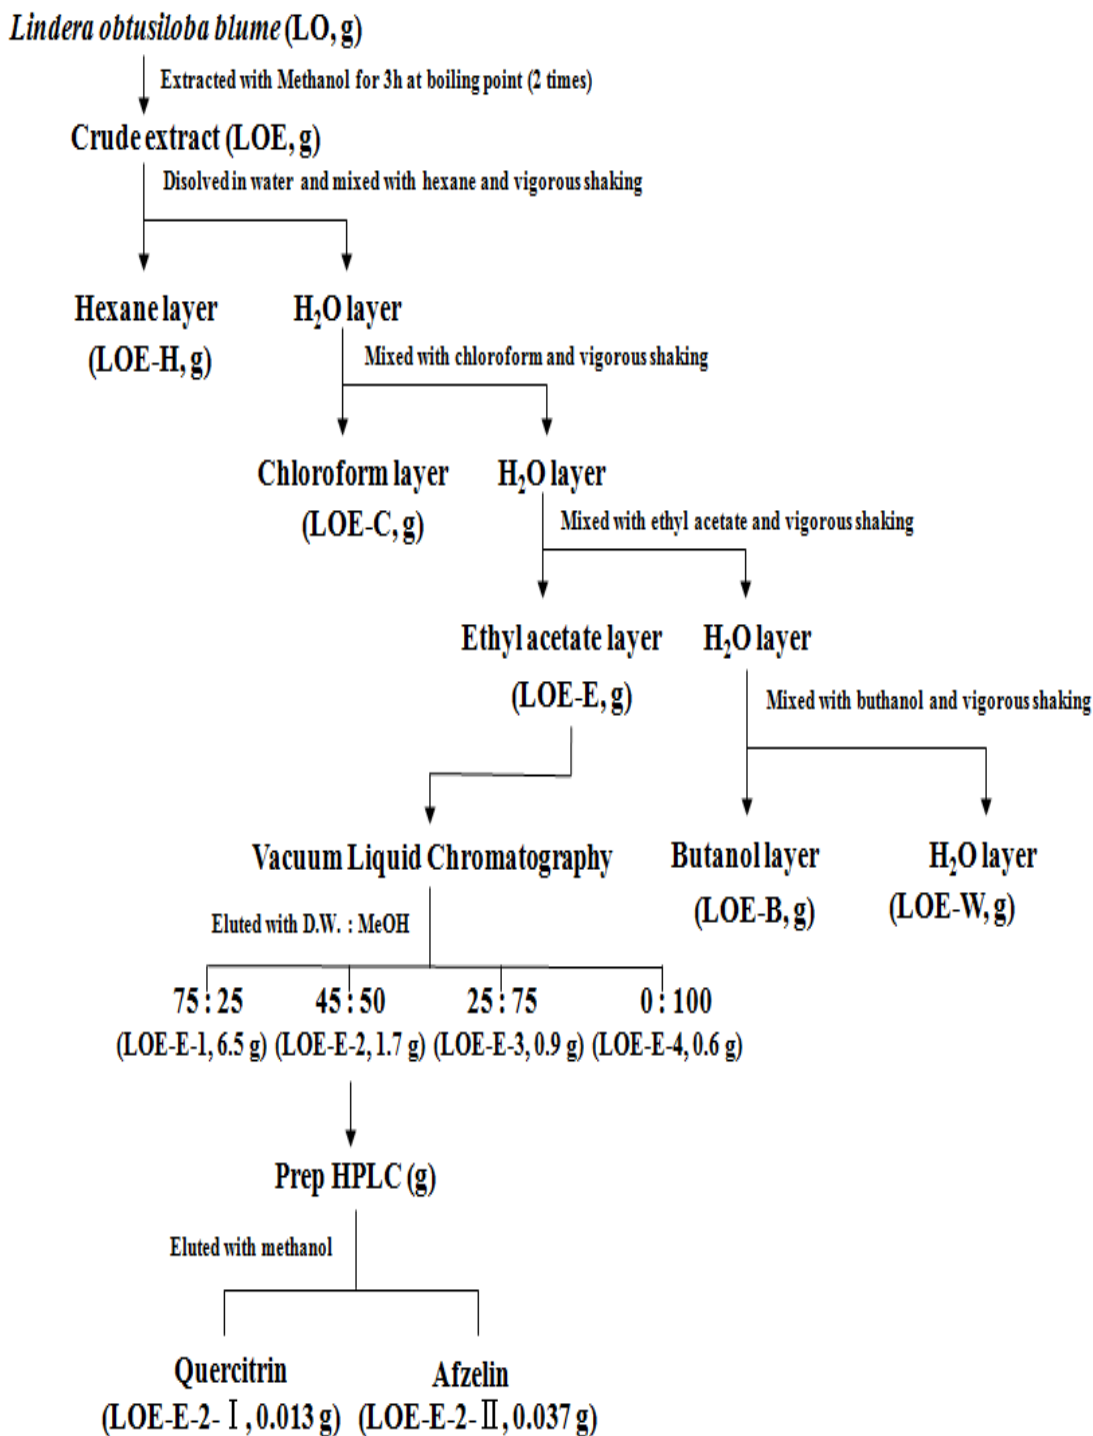 Lindera obtusiloba blume (LO, g)
Extracted with Methanol for 3h at boiling point (2 times)
Crude extract (LOE, g)
Disolved in water and mixed with hexane and vigorous shaking
Hexane layer
(LOE-H, g)
H₂O layer
Mixed with chloroform and vigorous shaking
Chloroform layer
(LOE-C, g)
H₂O layer
Mixed with ethyl acetate and vigorous shaking
Ethyl acetate layer
(LOE-E, g)
H₂O layer
Mixed with buthanol and vigorous shaking
Vacuum Liquid Chromatography
Butanol layer
(LOE-B, g)
H₂O layer
(LOE-W, g)
Eluted with D.W. : MeOH
75 : 25 45 : 50 25 : 75 0 : 100
(LOE-E-1, 6.5 g) (LOE-E-2, 1.7 g) (LOE-E-3, 0.9 g) (LOE-E-4, 0.6 g)
Prep HPLC (g)
Eluted with methanol
Quercitrin
(LOE-E-2-Ⅰ, 0.013 g)
Afzelin
(LOE-E-2-Ⅱ, 0.037 g)